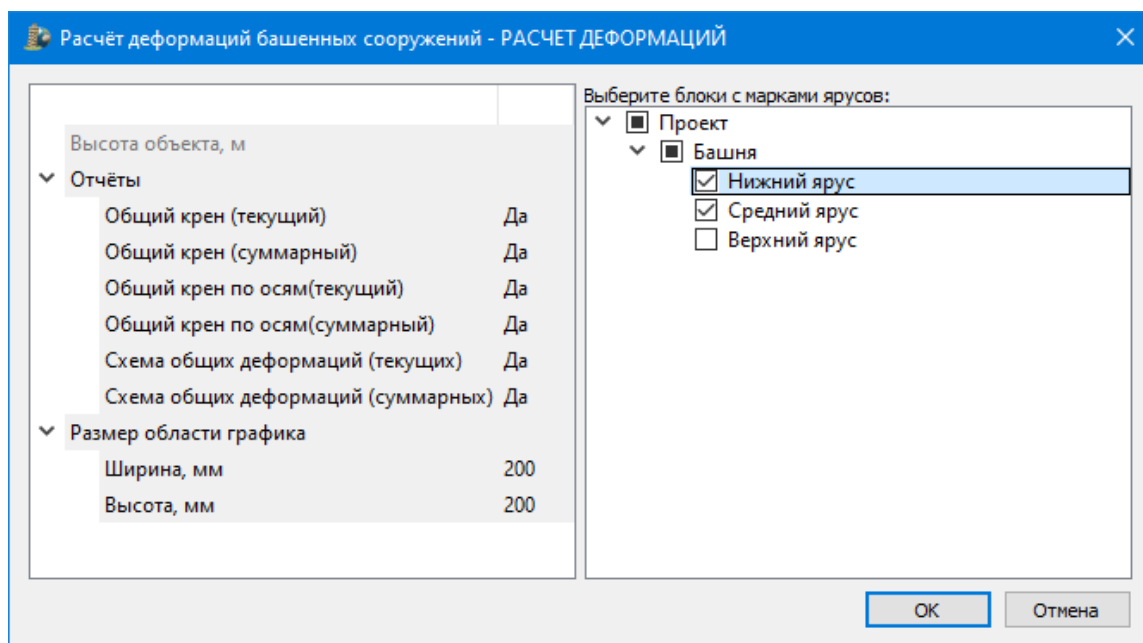 Расчёт деформаций башенных сооружений - РАСЧЕТ ДЕФОРМАЦИЙ
Высота объекта, м
Отчёты
Общий крен (текущий) Да
Общий крен (суммарный) Да
Общий крен по осям(текущий) Да
Общий крен по осям(суммарный) Да
Схема общих деформаций (текущих) Да
Схема общих деформаций (суммарных) Да
Размер области графика
Ширина, мм 200
Высота, мм 200
Выберите блоки с марками ярусов:
Проект
Башня
Нижний ярус
Средний ярус
Верхний ярус
OK Отмена